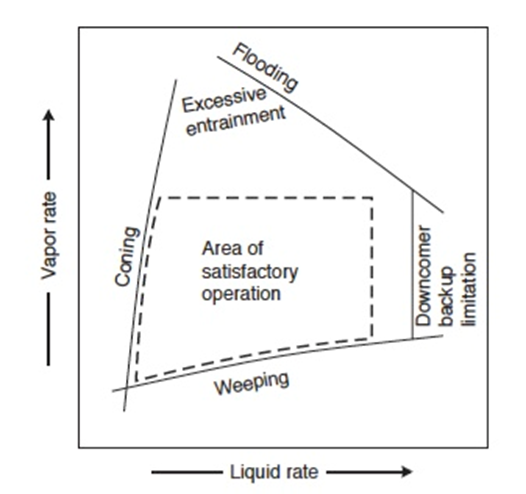 Flooding
Excessive
entrainment
Vapor rate
Coning
Area of
satisfactory
operation
Downcomer
backup
limitation
Weeping
Liquid rate